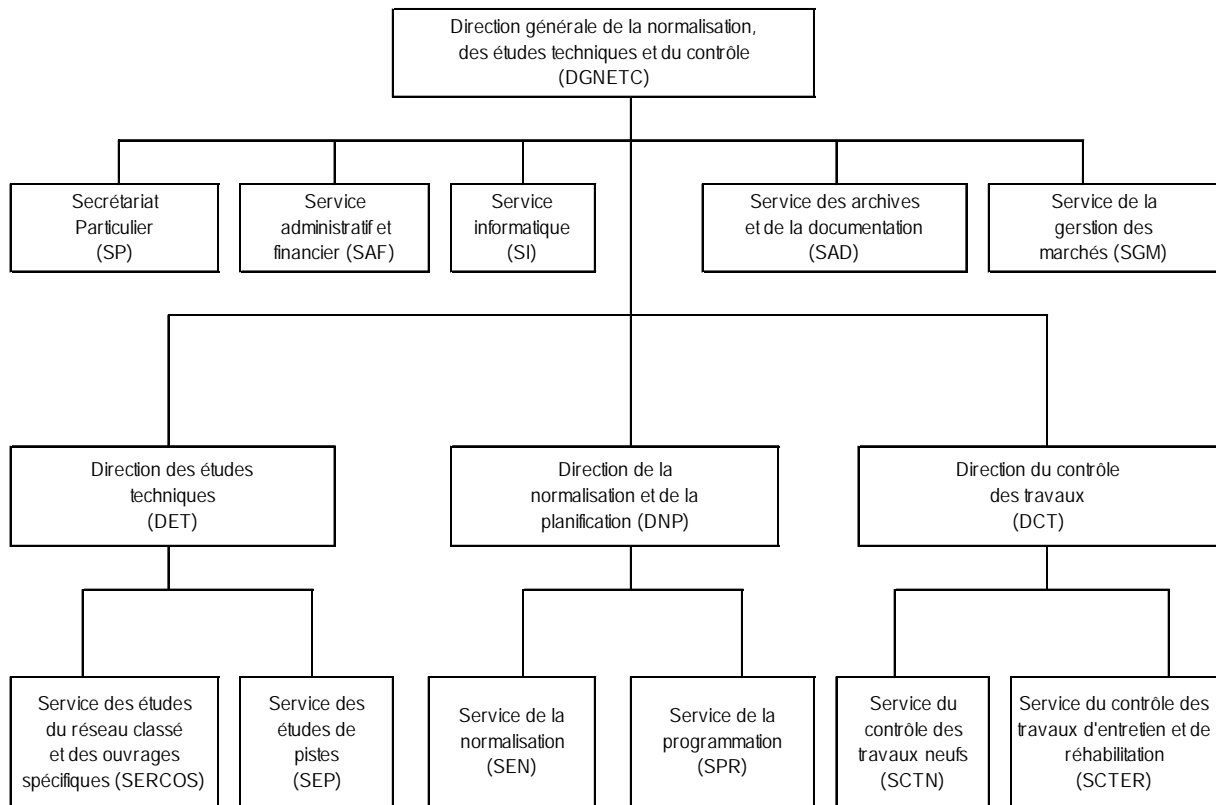 Direction générale de la normalisation,
des études techniques et du contrôle
(DGNETC)
Secrétariat
Particulier
(SP)
Service
administratif et
financier (SAF)
Service
informatique
(SI)
Service des archives
et de la documentation
(SAD)
Service de la
gerstion des
marchés (SGM)
Direction des études
techniques
(DET)
Direction de la
normalisation et de la
planification (DNP)
Direction du contrôle
des travaux
(DCT)
Service des études
du réseau classé
et des ouvrages
spécifiques (SERCOS)
Service des
études de
pistes
(SEP)
Service de la
normalisation
(SEN)
Service de la
programmation
(SPR)
Service du
contrôle des
travaux neufs
(SCTN)
Service du contrôle des
travaux d'entretien et de
réhabilitation
(SCTER)